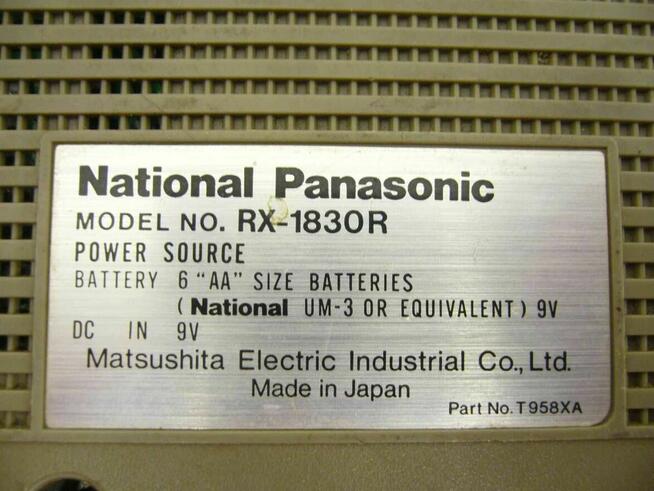 National Panasonic
MODEL NO. RX-1830R
POWER SOURCE
BATTERY 6 "AA" SIZE BATTERIES
(National UM-3 OR EQUIVALENT) 9V
DC IN 9V
Matsushita Electric Industrial Co., Ltd.
Made in Japan
Part No. T958XA